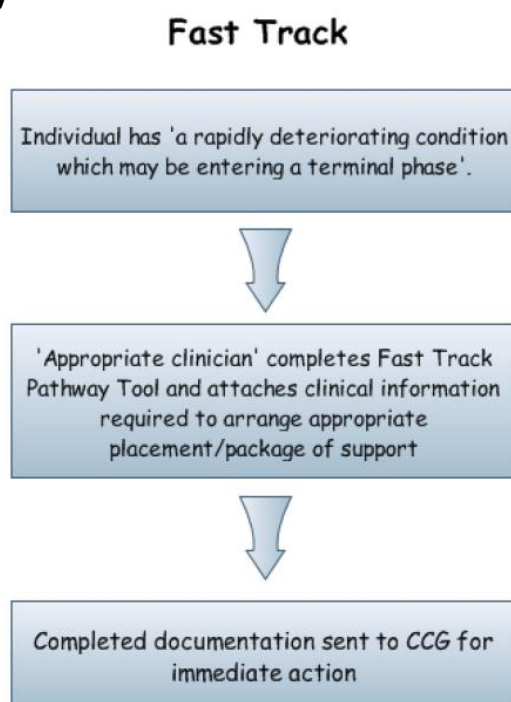 Fast Track
Individual has 'a rapidly deteriorating condition
which may be entering a terminal phase'.
'Appropriate clinician' completes Fast Track
Pathway Tool and attaches clinical information
required to arrange appropriate
placement/package of support
Completed documentation sent to CCG for
immediate action